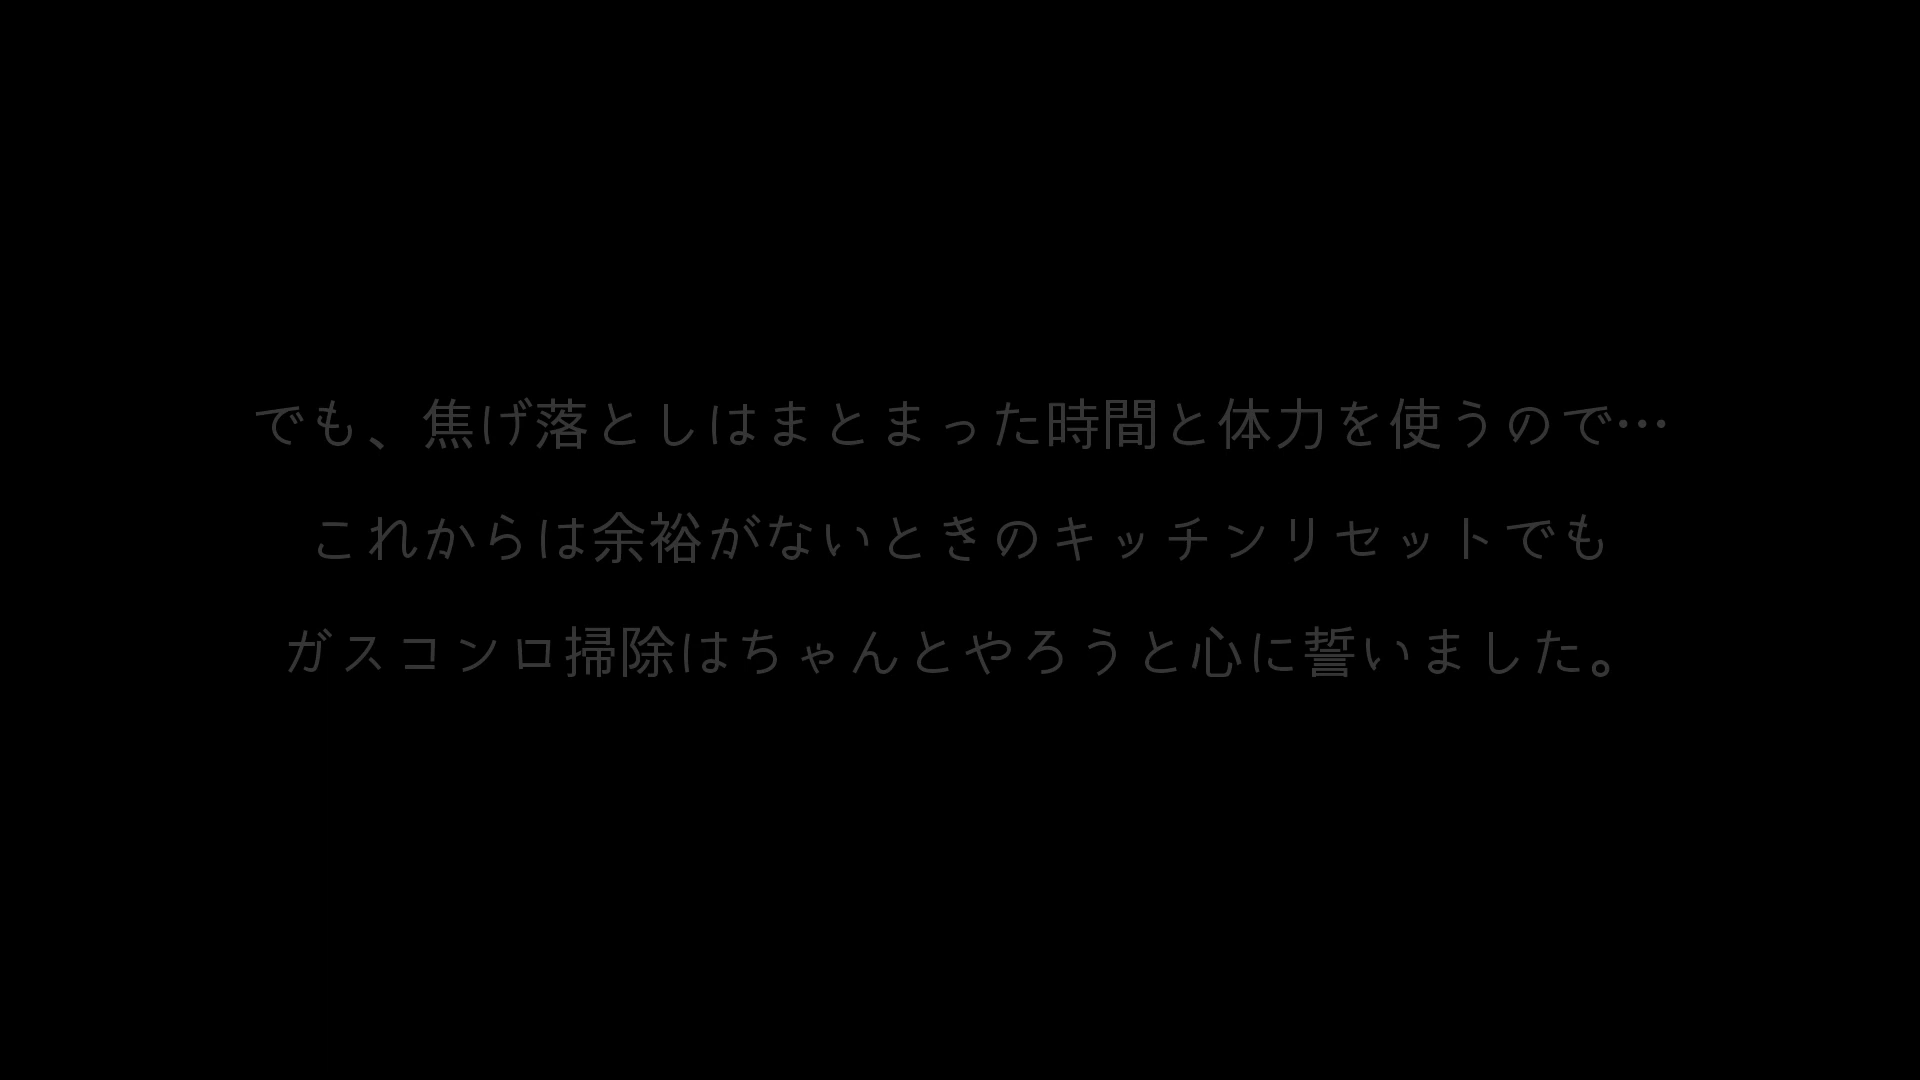 でも、焦げ落としはまとまった時間と体力を使うので…
これからは余裕がないときのキッチンリセットでも
ガスコンロ掃除はちゃんとやろうと心に誓いました。